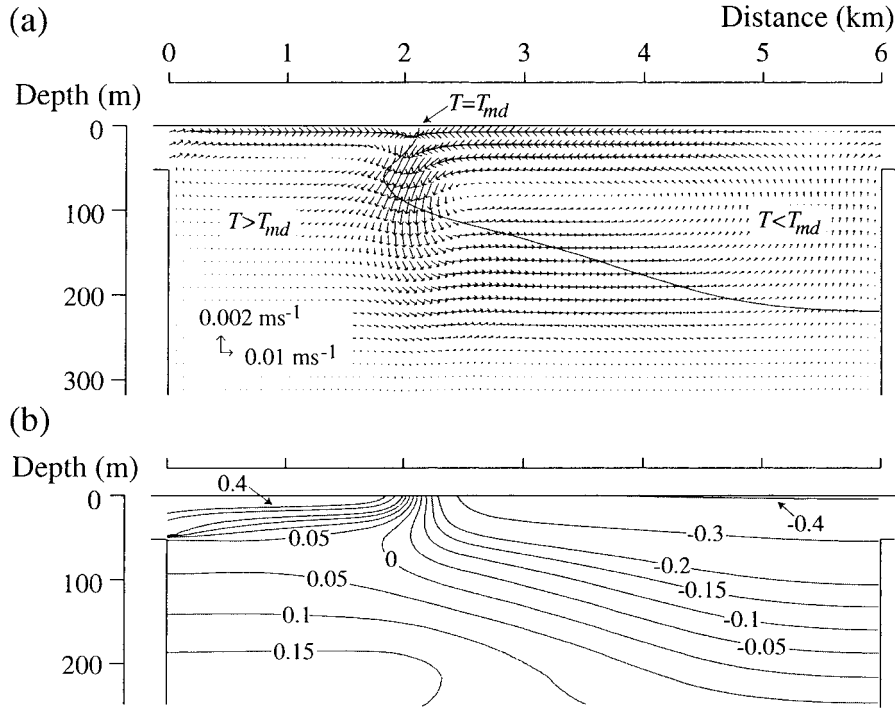 (a)
Distance (km)
0 1 2 3 4 5 6
Depth (m)
T=Tmd
0
100
T>Tmd
T<Tmd
200
0.002 ms-1
0.01 ms-1
300
(b)
Depth (m)
0.4
0
-0.4
0.05
-0.3
0
100
0.05
-0.2
-0.15
0.1
-0.1
-0.05
0.15
200